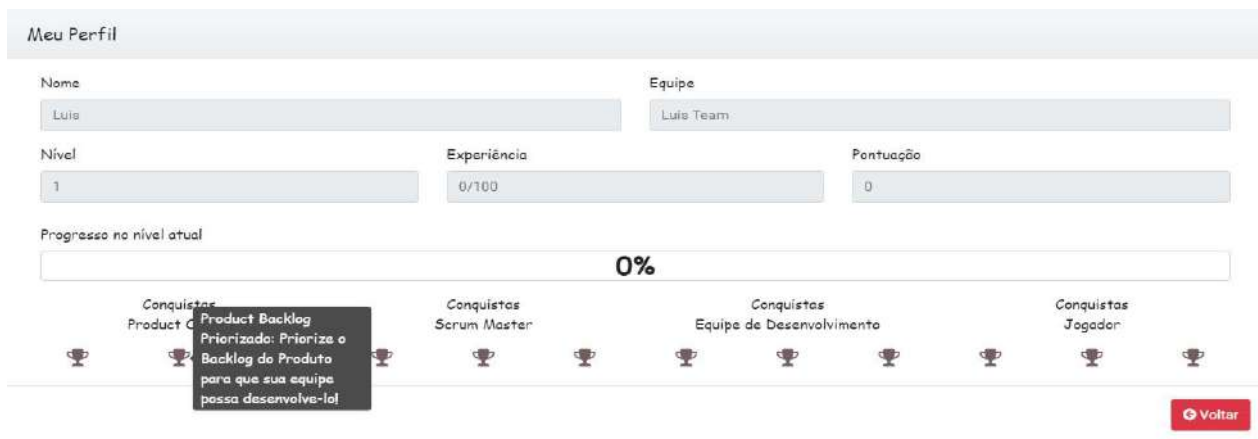 Meu Perfil
Nome
Equipe
Luis
Luis Team
Nível
Experiência
Pontuação
1
0/100
0
Progresso no nível atual
0%
Conquistas
Product
Conquistas
Scrum Master
Conquistas
Equipe de Desenvolvimento
Conquistas
Jogador
Product Backlog
Priorizado: Priorize o
Backlog do Produto
para que sua equipe
possa desenvolve-lo!
Voltar